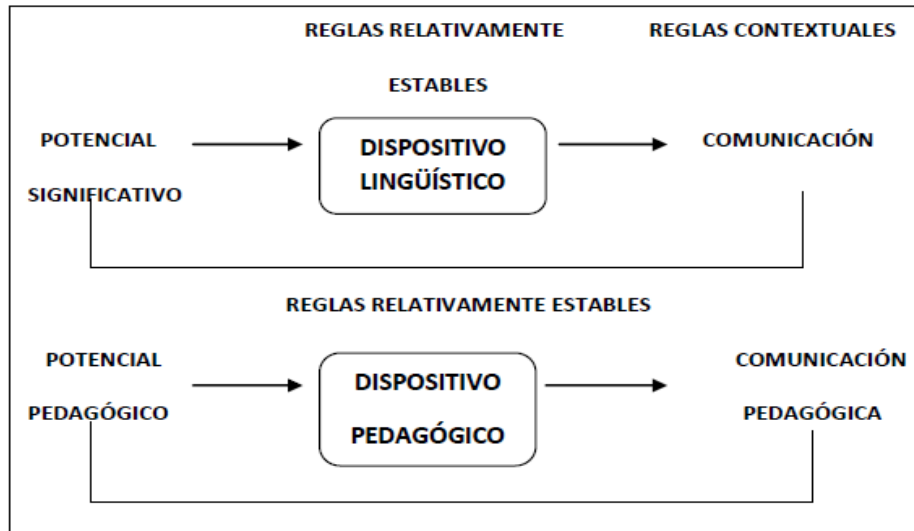 REGLAS RELATIVAMENTE
ESTABLES
REGLAS CONTEXTUALES
POTENCIAL
SIGNIFICATIVO
DISPOSITIVO
LINGÜÍSTICO
COMUNICACIÓN
REGLAS RELATIVAMENTE ESTABLES
POTENCIAL
PEDAGÓGICO
DISPOSITIVO
PEDAGÓGICO
COMUNICACIÓN
PEDAGÓGICA